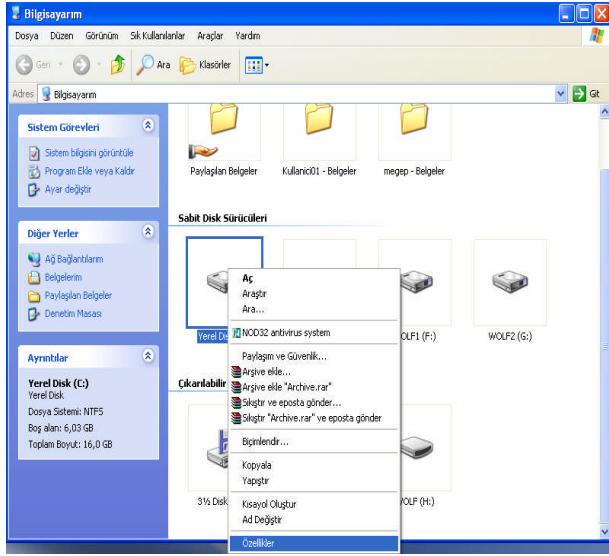 Bilgisayarım
Dosya Düzen Görünüm Sık Kullanılanlar Araçlar Yardım
Geri Ara Klasörler
Adres Bilgisayarım Git
Sistem Görevleri
Sistem bilgisini görüntüle
Program Ekle veya Kaldır
Ayar değiştir
Diğer Yerler
Ağ Bağlantılarım
Belgelerim
Paylaşılan Belgeler
Denetim Masası
Ayrıntılar
Yerel Disk (C:)
Yerel Disk
Dosya Sistemi: NTFS
Boş alan: 6,03 GB
Toplam Boyut: 16,0 GB
Paylaşılan Belgeler Kullanici01 - Belgeler megep - Belgeler
Sabit Disk Sürücüleri
Yerel Di OLF1 (F:) WOLF2 (G:)
Çıkarılabilir
3½ Disk OLF (H:)
Aç
Araştır
Ara...
NOD32 antivirus system
Paylaşım ve Güvenlik...
Arşive ekle...
Arşive ekle "Archive.rar"
Sıkıştır ve eposta gönder...
Sıkıştır "Archive.rar" ve eposta gönder
Biçimlendir...
Kopyala
Yapıştır
Kısayol Oluştur
Ad Değiştir
Özellikler